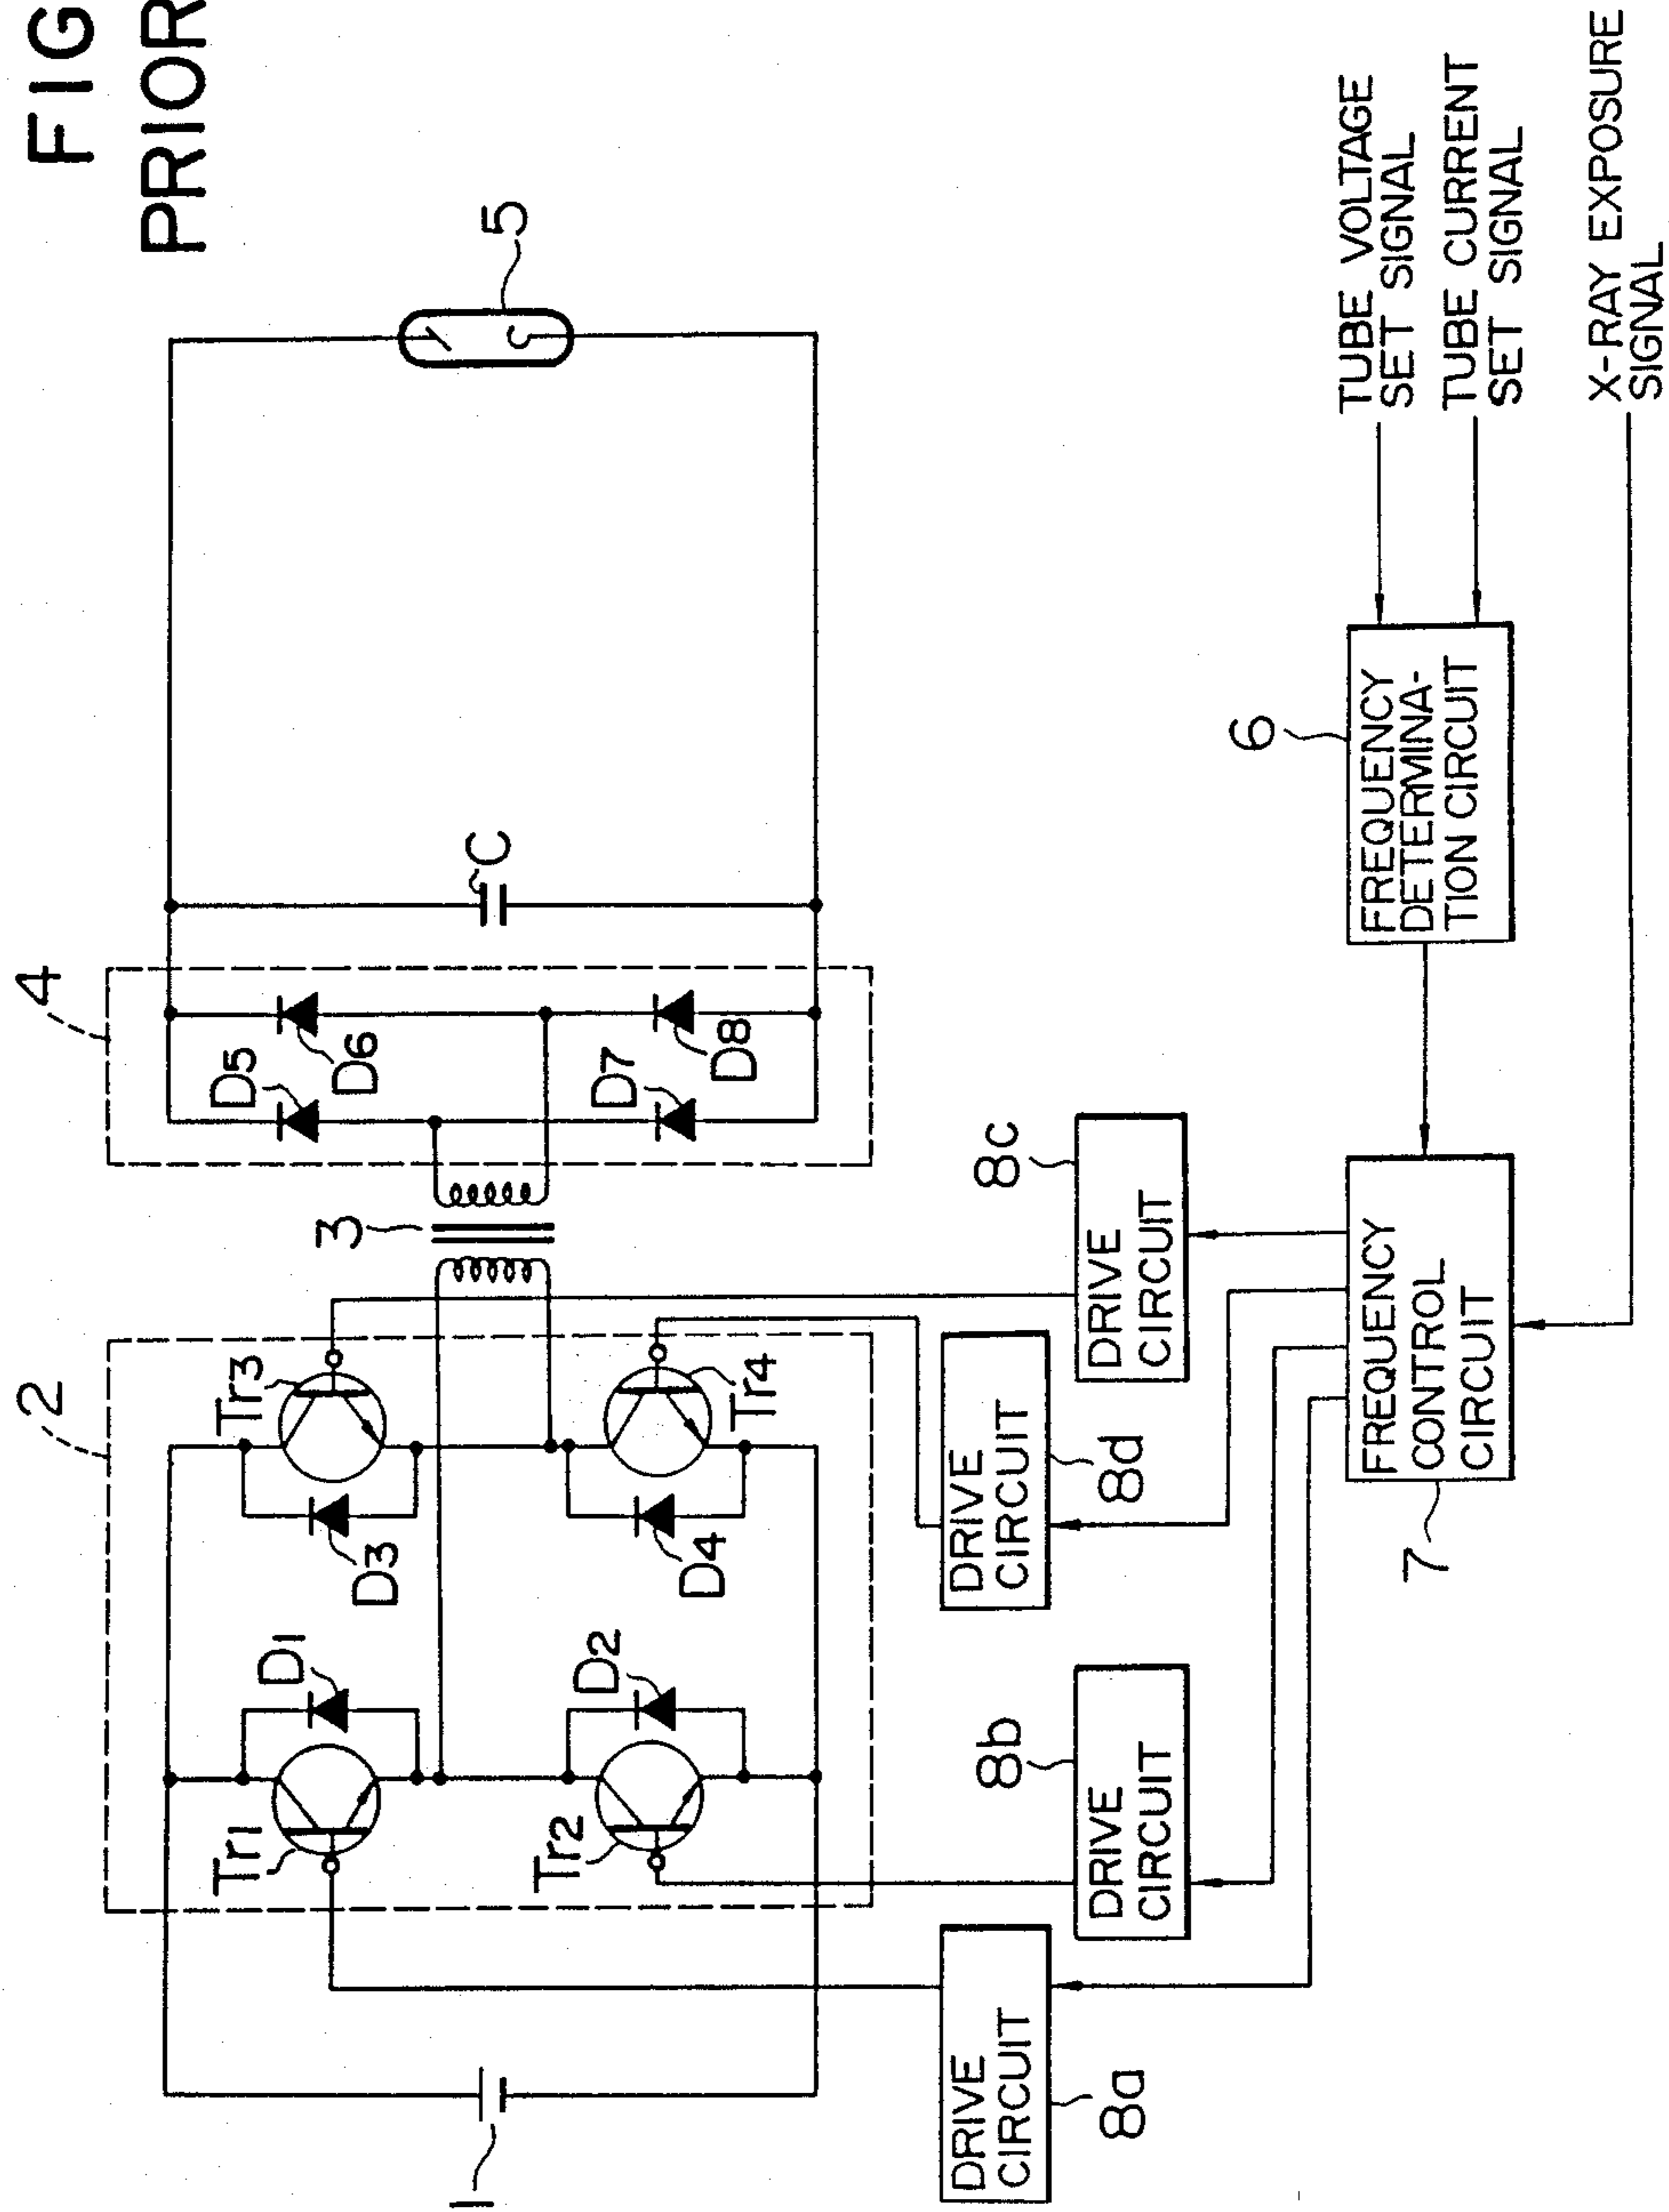 FIG
PRIOR
1
2
3
4
5
Tr1
D1
Tr3
D3
D5
D6
C
Tr2
D2
Tr4
D4
D7
D8
8a
DRIVE
CIRCUIT
8b
DRIVE
CIRCUIT
8d
DRIVE
CIRCUIT
8c
DRIVE
CIRCUIT
7
FREQUENCY
CONTROL
CIRCUIT
6
FREQUENCY
DETERMINA-
TION CIRCUIT
TUBE VOLTAGE
SET SIGNAL
TUBE CURRENT
SET SIGNAL
X-RAY EXPOSURE
SIGNAL